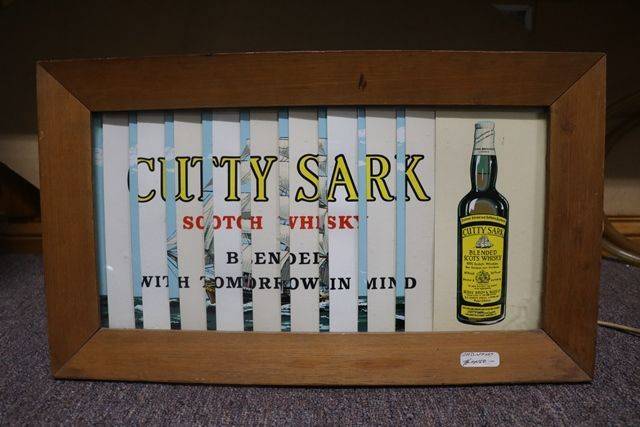 CUTTY SARK
SCOTCH WHISKY
BLENDED
WITH TOMORROW IN MIND
CUTTY SARK
BLENDED
SCOTS WHISKY